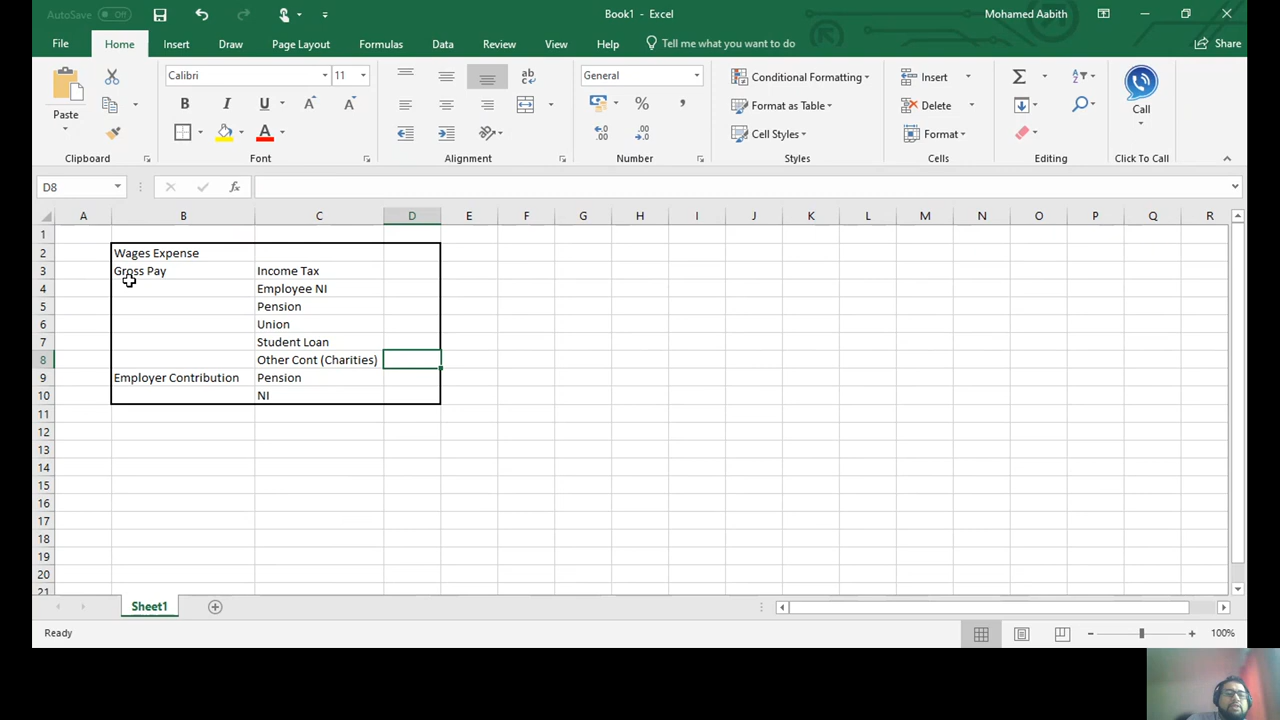 AutoSave Off Book1 - Excel Mohamed Aabith
File Home Insert Draw Page Layout Formulas Data Review View Help Tell me what you want to do Share
Paste Calibri 11 General Conditional Formatting Insert Call
B I U A A A ab c % , Format as Table Delete
Cell Styles Format
Clipboard Font Alignment Number Styles Cells Editing Click To Call
D8 fx
A B C D E F G H I J K L M N O P Q R
1
2 Wages Expense
3 Gross Pay Income Tax
4 Employee NI
5 Pension
6 Union
7 Student Loan
8 Other Cont (Charities)
9 Employer Contribution Pension
10 NI
11
12
13
14
15
16
17
18
19
20
21
Sheet1
Ready 100%